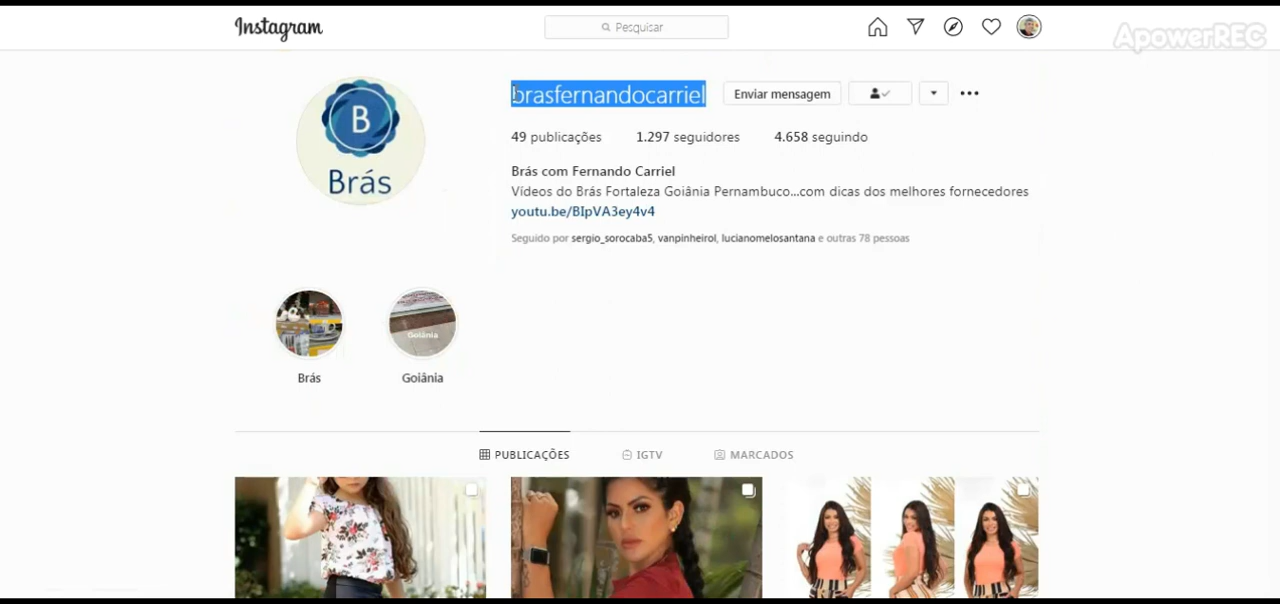 Instagram
Pesquisar
ApowerREC
B
Brás
brasfernandocarriel
Enviar mensagem
49 publicações 1.297 seguidores 4.658 seguindo
Brás com Fernando Carriel
Vídeos do Brás Fortaleza Goiânia Pernambuco...com dicas dos melhores fornecedores
youtu.be/BIpVA3ey4v4
Seguido por sergio_sorocaba5, vanpinheirol, lucianomelosantana e outras 78 pessoas
Goiânia
Brás Goiânia
PUBLICAÇÕES IGTV MARCADOS